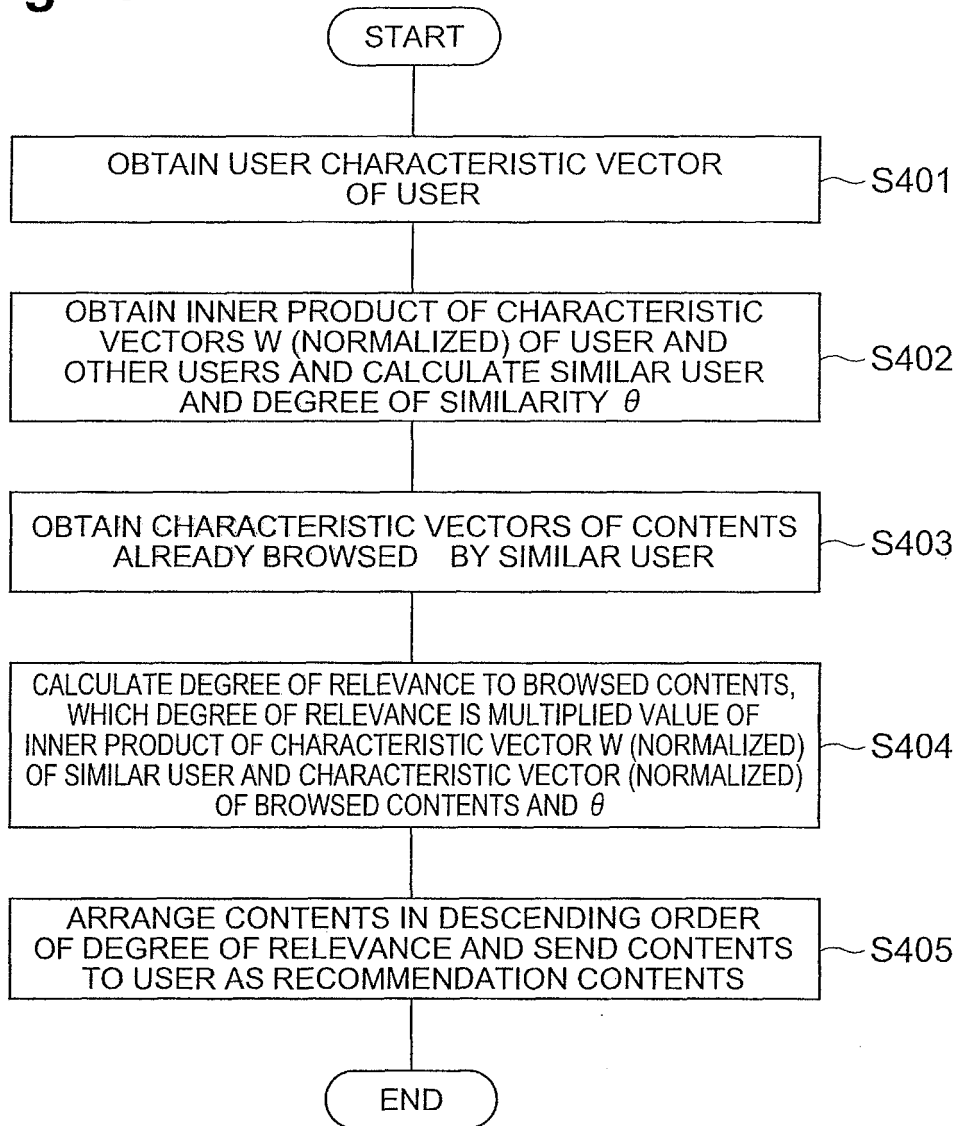 START
OBTAIN USER CHARACTERISTIC VECTOR
OF USER
S401
OBTAIN INNER PRODUCT OF CHARACTERISTIC
VECTORS W (NORMALIZED) OF USER AND
OTHER USERS AND CALCULATE SIMILAR USER
AND DEGREE OF SIMILARITY θ
S402
OBTAIN CHARACTERISTIC VECTORS OF CONTENTS
ALREADY BROWSED BY SIMILAR USER
S403
CALCULATE DEGREE OF RELEVANCE TO BROWSED CONTENTS,
WHICH DEGREE OF RELEVANCE IS MULTIPLIED VALUE OF
INNER PRODUCT OF CHARACTERISTIC VECTOR W (NORMALIZED)
OF SIMILAR USER AND CHARACTERISTIC VECTOR (NORMALIZED)
OF BROWSED CONTENTS AND θ
S404
ARRANGE CONTENTS IN DESCENDING ORDER
OF DEGREE OF RELEVANCE AND SEND CONTENTS
TO USER AS RECOMMENDATION CONTENTS
S405
END